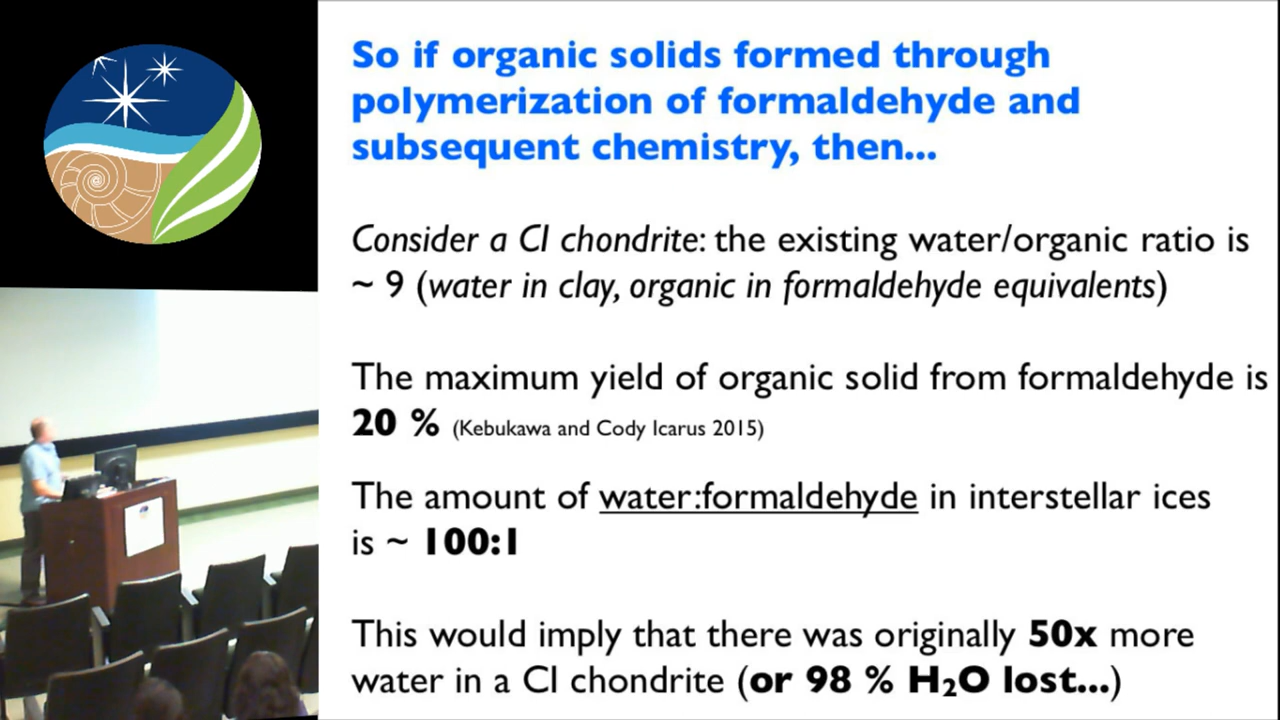 So if organic solids formed through
polymerization of formaldehyde and
subsequent chemistry, then...
Consider a CI chondrite: the existing water/organic ratio is
~ 9 (water in clay, organic in formaldehyde equivalents)
The maximum yield of organic solid from formaldehyde is
20 % (Kebukawa and Cody Icarus 2015)
The amount of water:formaldehyde in interstellar ices
is ~ 100:1
This would imply that there was originally 50x more
water in a CI chondrite (or 98 % H₂O lost...)